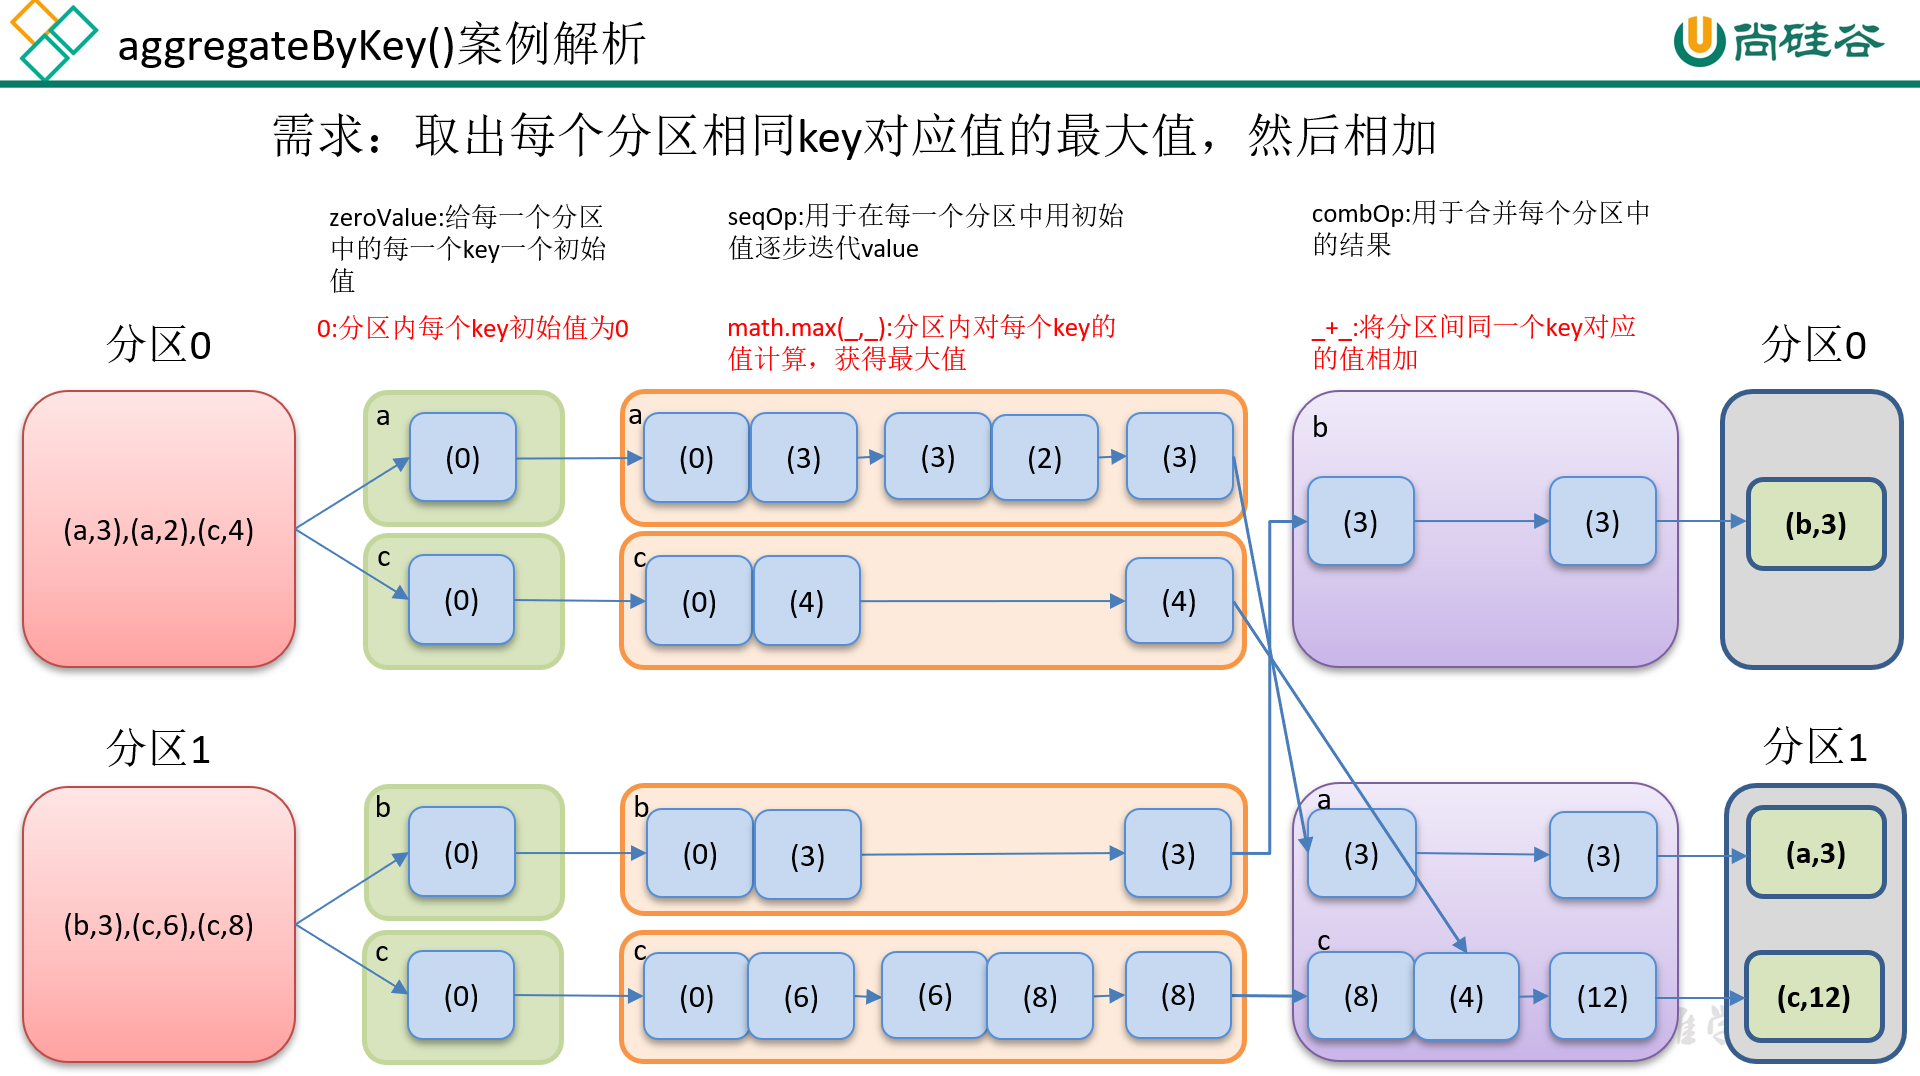 aggregateByKey()案例解析
尚硅谷
需求：取出每个分区相同key对应值的最大值，然后相加
zeroValue:给每一个分区
中的每一个key一个初始
值
0:分区内每个key初始值为0
seqOp:用于在每一个分区中用初始
值逐步迭代value
math.max(_,_):分区内对每个key的
值计算，获得最大值
combOp:用于合并每个分区中
的结果
_+_:将分区间同一个key对应
的值相加
分区0
分区0
(a,3),(a,2),(c,4)
a
(0)
a
(0) (3) (3) (2) (3)
c
(0)
c
(0) (4) (4)
b
(3) (3)
(b,3)
分区1
分区1
(b,3),(c,6),(c,8)
b
(0)
b
(0) (3) (3)
c
(0)
c
(0) (6) (6) (8) (8)
a
(3) (3)
(a,3)
c
(8) (4) (12)
(c,12)